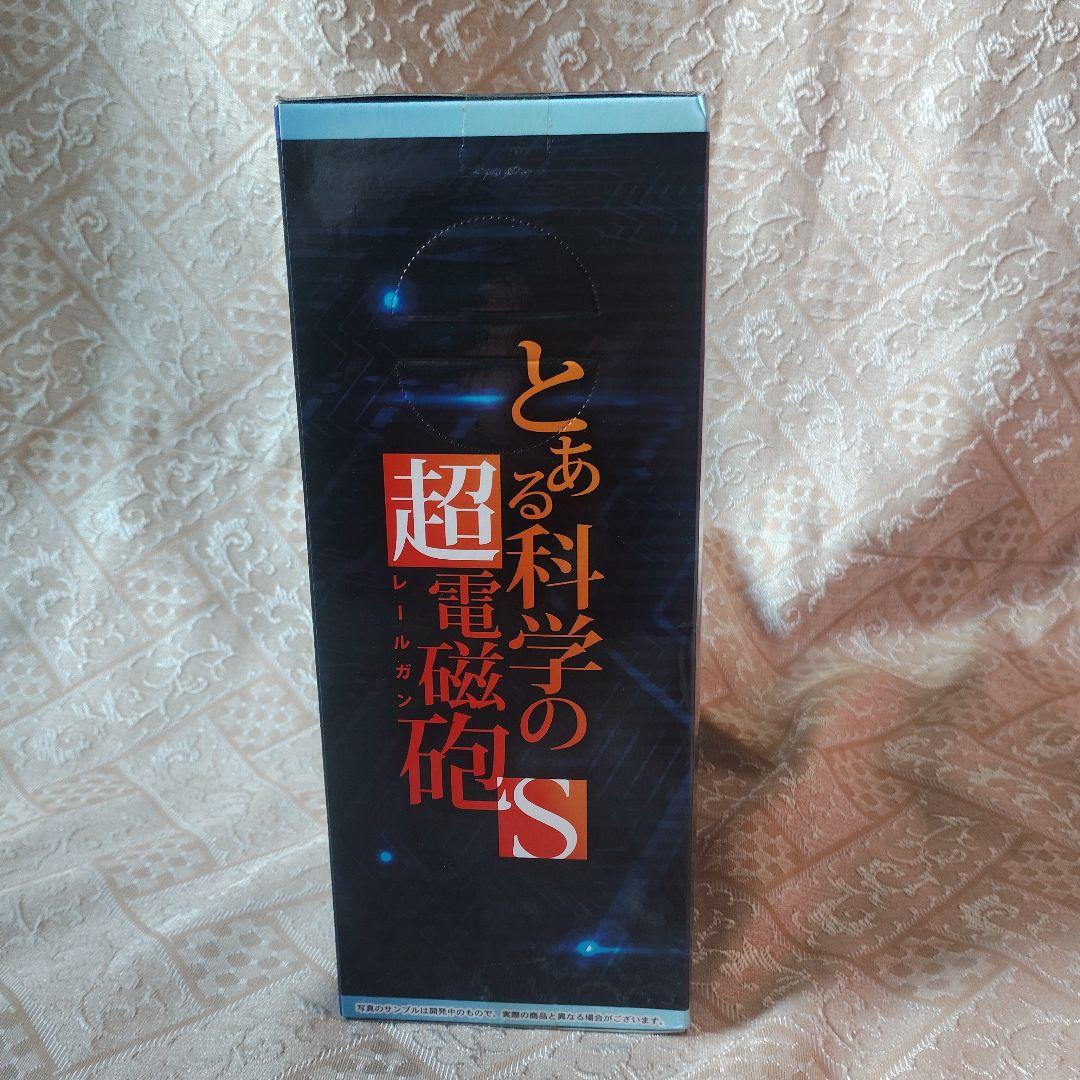 とある科学の
超電磁砲
レールガン
S
写真のサンプルは開発中のもので、実際の商品と異なる場合がございます。